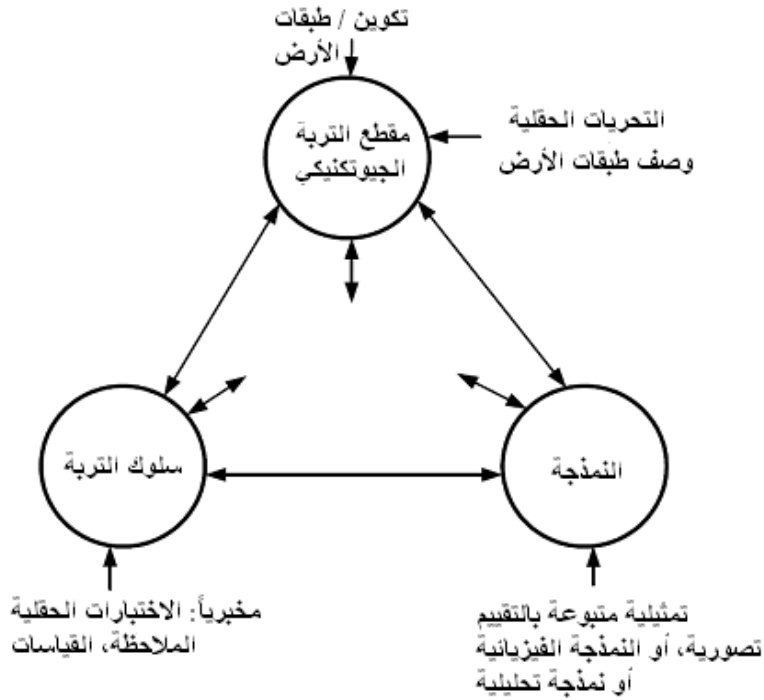 تكوين / طبقات
الأرض
التحريات الحقلية
وصف طبقات الأرض
مقطع التربة
الجيوتكنيكي
سلوك التربة
النمذجة
مخبرياً: الاختبارات الحقلية
الملاحظة، القياسات
تمثيلية متبوعة بالتقييم
تصورية، أو النمذجة الفيزيائية
أو نمذجة تحليلية